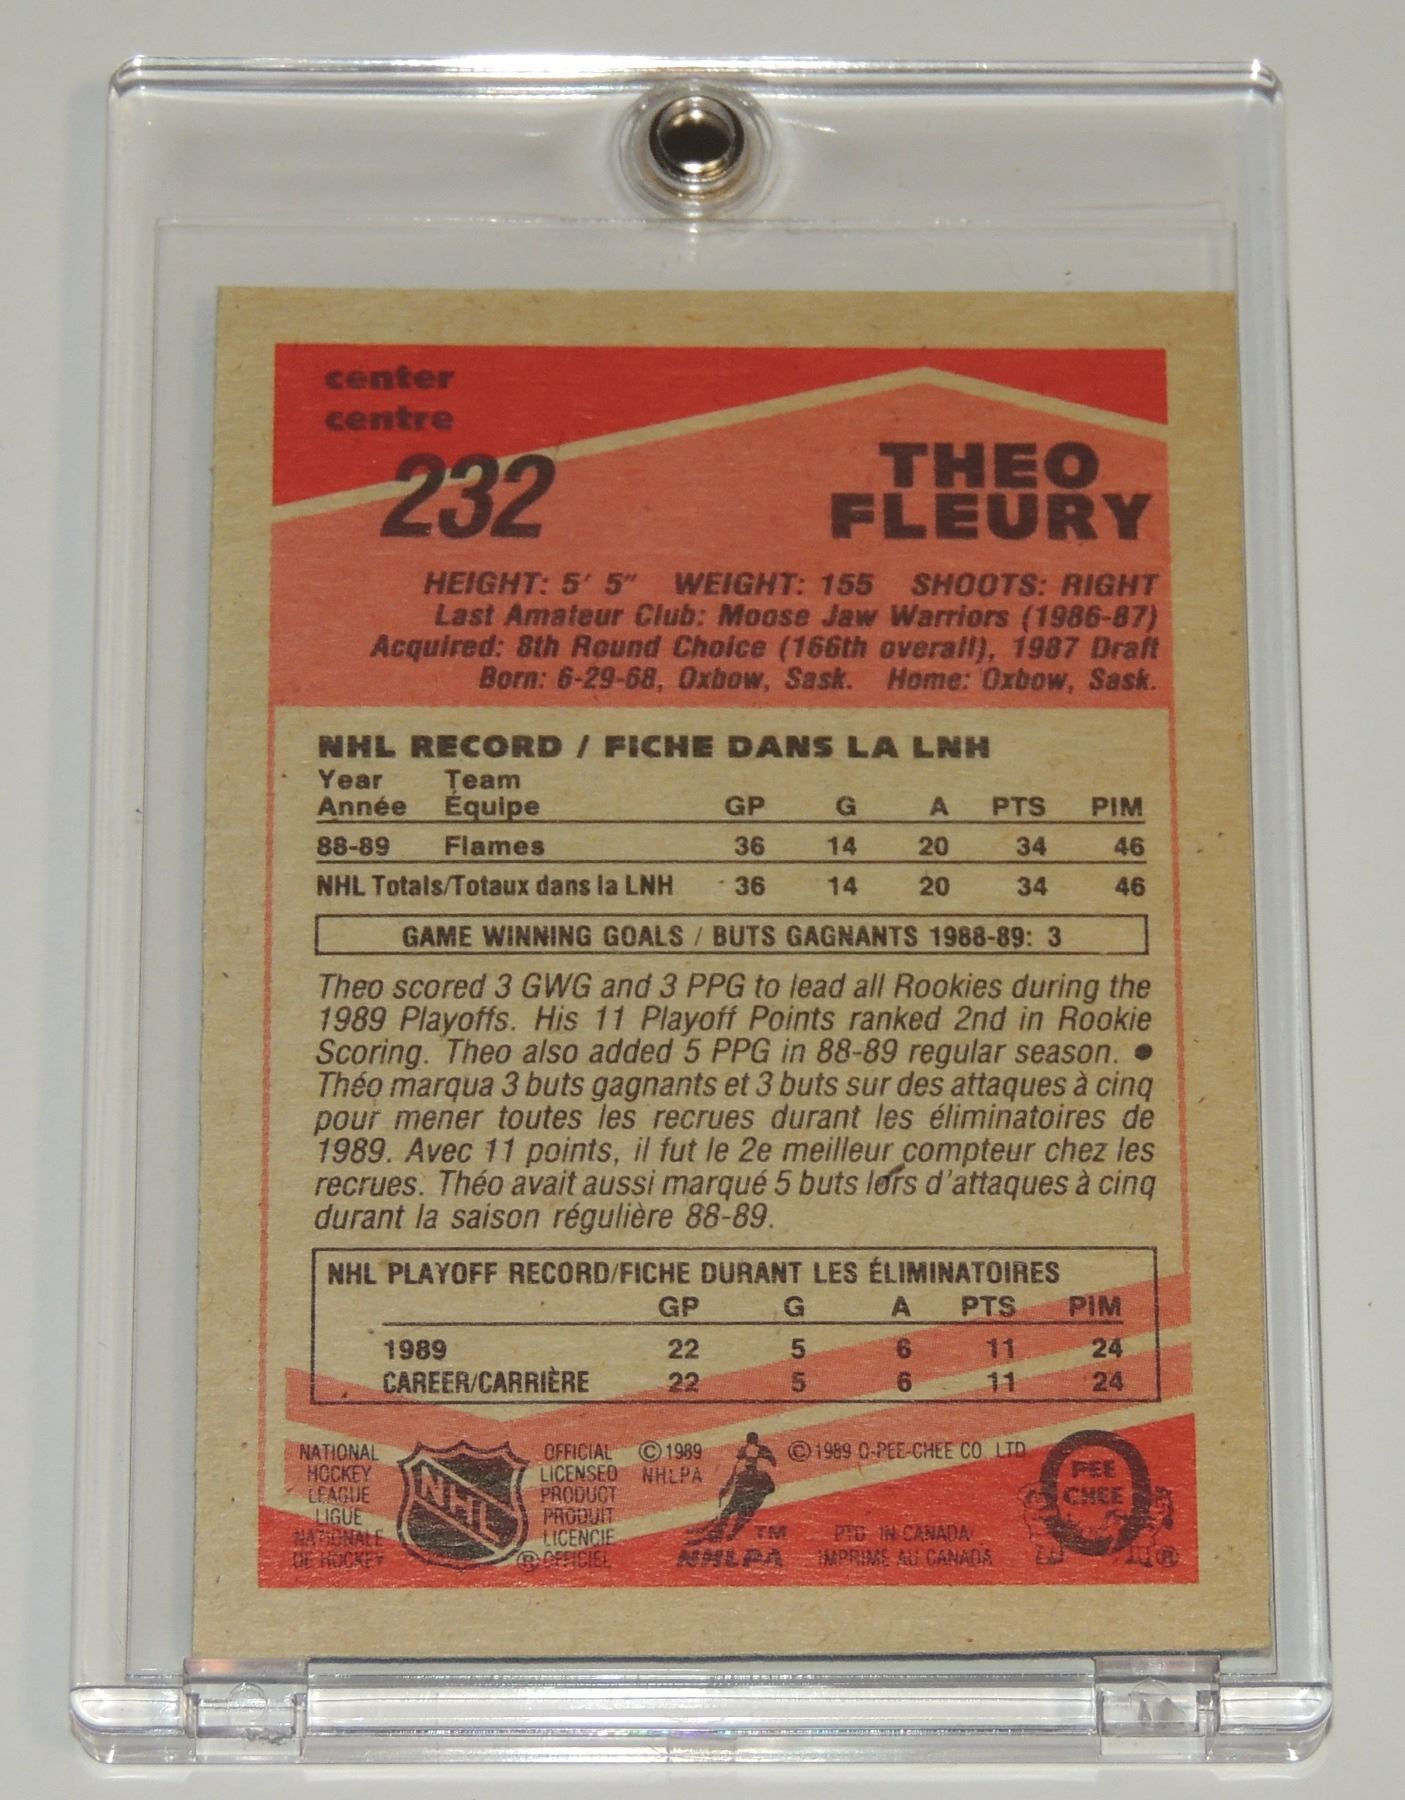 center
centre
232
THEO
FLEURY
HEIGHT: 5' 5" WEIGHT: 155 SHOOTS: RIGHT
Last Amateur Club: Moose Jaw Warriors (1986-87)
Acquired: 8th Round Choice (166th overall), 1987 Draft
Born: 6-29-68, Oxbow, Sask. Home: Oxbow, Sask.
NHL RECORD / FICHE DANS LA LNH
Year Team
Année Équipe GP G A PTS PIM
88-89 Flames 36 14 20 34 46
NHL Totals/Totaux dans la LNH 36 14 20 34 46
GAME WINNING GOALS / BUTS GAGNANTS 1988-89: 3
Theo scored 3 GWG and 3 PPG to lead all Rookies during the
1989 Playoffs. His 11 Playoff Points ranked 2nd in Rookie
Scoring. Theo also added 5 PPG in 88-89 regular season. ●
Théo marqua 3 buts gagnants et 3 buts sur des attaques à cinq
pour mener toutes les recrues durant les éliminatoires de
1989. Avec 11 points, il fut le 2e meilleur compteur chez les
recrues. Théo avait aussi marqué 5 buts lors d'attaques à cinq
durant la saison régulière 88-89.
NHL PLAYOFF RECORD/FICHE DURANT LES ÉLIMINATOIRES
GP G A PTS PIM
1989 22 5 6 11 24
CAREER/CARRIÈRE 22 5 6 11 24
NATIONAL
HOCKEY
LEAGUE
LIGUE
NATIONALE
DE HOCKEY
NHL
OFFICIAL
LICENSED
PRODUCT
PRODUIT
LICENCIE
® OFFICIEL
© 1989
NHLPA
TM
NHLPA
© 1989 O-PEE-CHEE CO. LTD
PTD. IN CANADA
IMPRIMÉ AU CANADA
O
PEE
CHEE
®